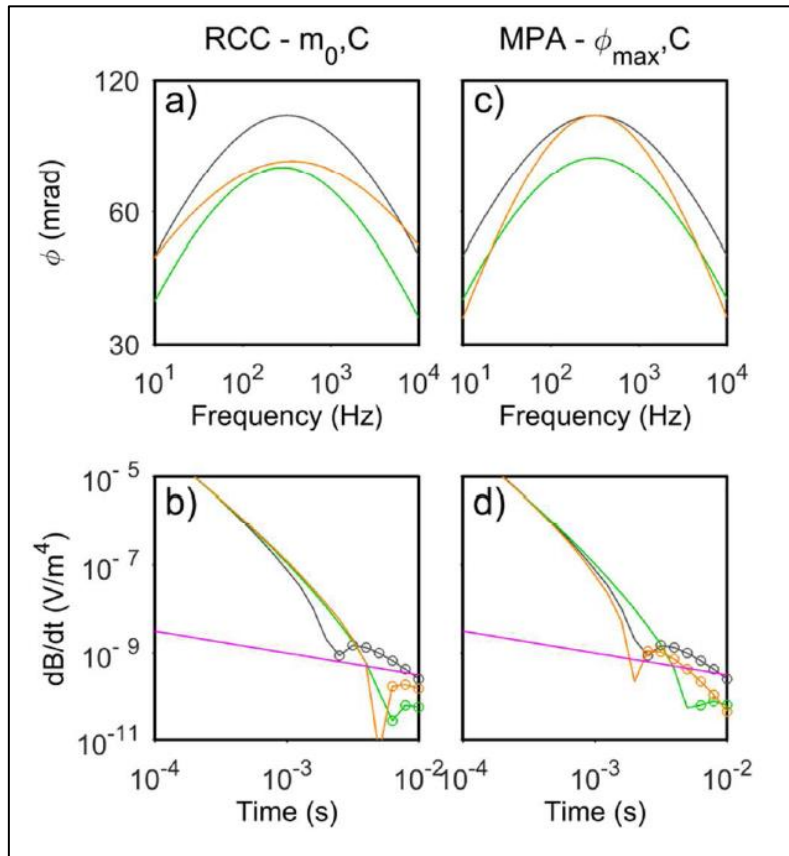 RCC - m0,C
MPA - ϕmax,C
a)
c)
120
60
30
ϕ (mrad)
10^1 10^2 10^3 10^4
10^1 10^2 10^3 10^4
Frequency (Hz)
Frequency (Hz)
b)
d)
10^-5
10^-7
10^-9
10^-11
dB/dt (V/m^4)
10^-4 10^-3 10^-2
10^-4 10^-3 10^-2
Time (s)
Time (s)